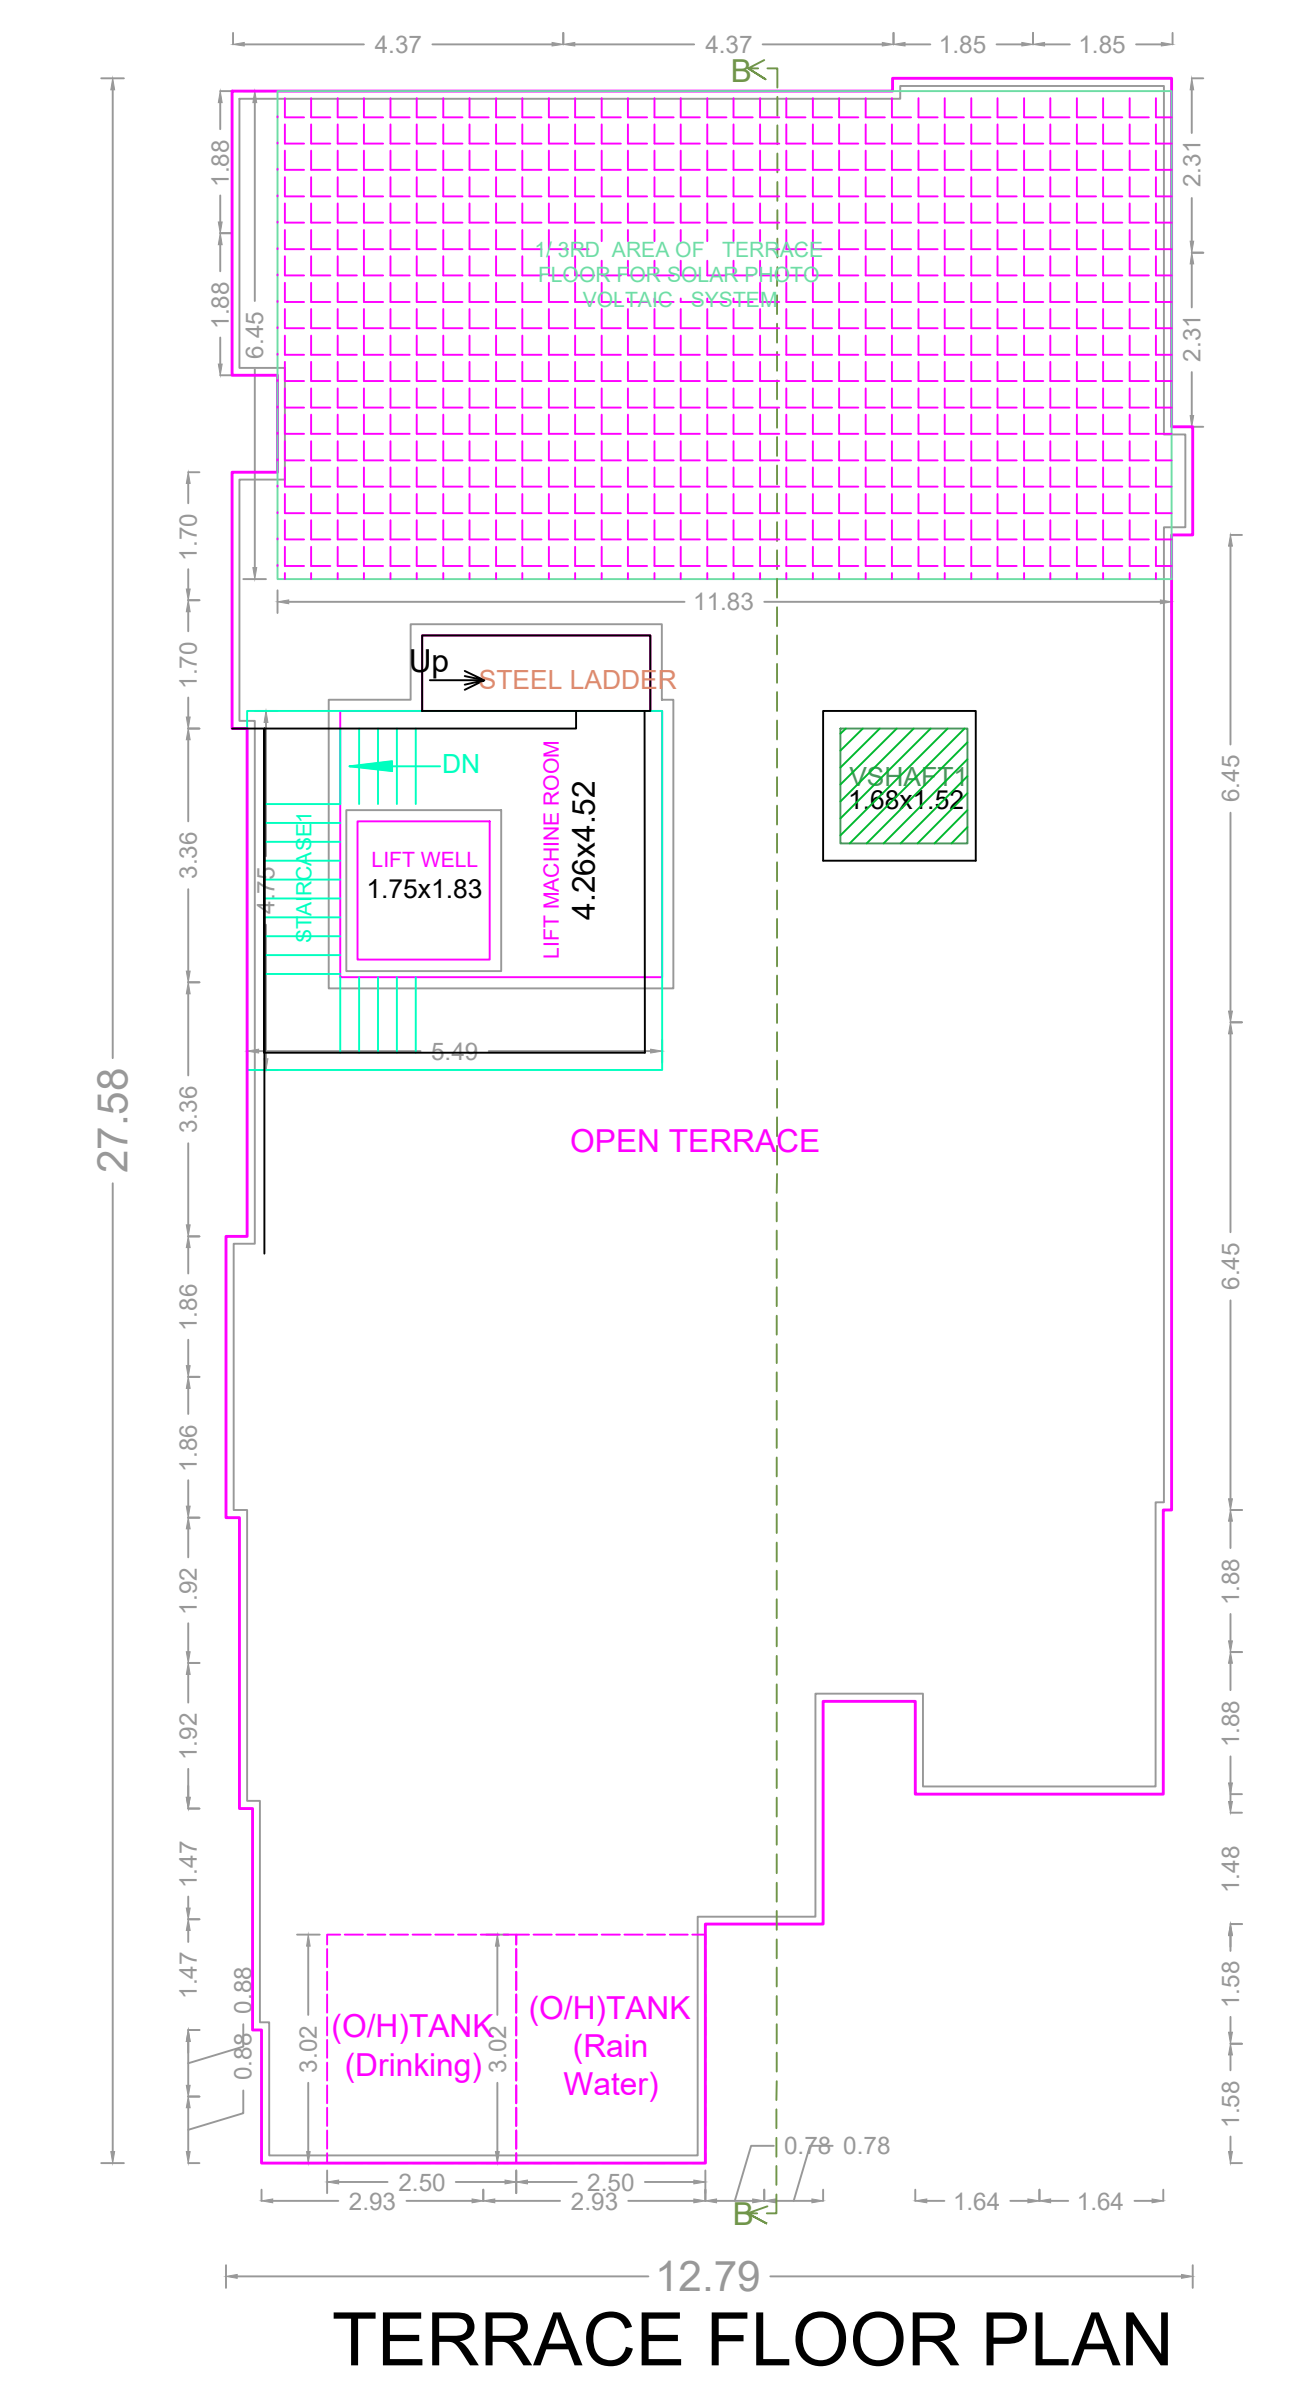 4.37
4.37
1.85
1.85
B
1.88
1.88
6.45
2.31
2.31
1/ 3RD AREA OF TERRACE
FLOOR FOR SOLAR PHOTO
VOLTAIC SYSTEM
11.83
1.70
1.70
Up
STEEL LADDER
DN
STAIRCASE1
4.75
LIFT WELL
1.75x1.83
LIFT MACHINE ROOM
4.26x4.52
VSHAFT1
1.68x1.52
6.45
3.36
5.49
3.36
27.58
OPEN TERRACE
6.45
1.86
1.86
1.92
1.92
1.88
1.88
1.47
1.47
1.48
0.88
0.88
3.02
(O/H)TANK
(Drinking)
3.02
(O/H)TANK
(Rain
Water)
1.58
1.58
0.78
0.78
2.50
2.50
2.93
2.93
1.64
1.64
B
12.79
TERRACE FLOOR PLAN